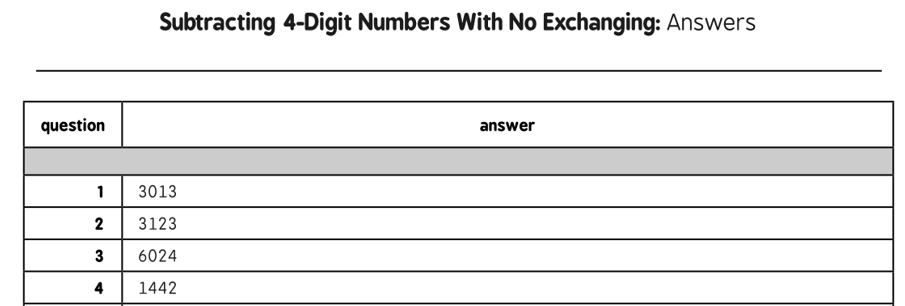 Subtracting 4-Digit Numbers With No Exchanging: Answers
question answer
1 3013
2 3123
3 6024
4 1442